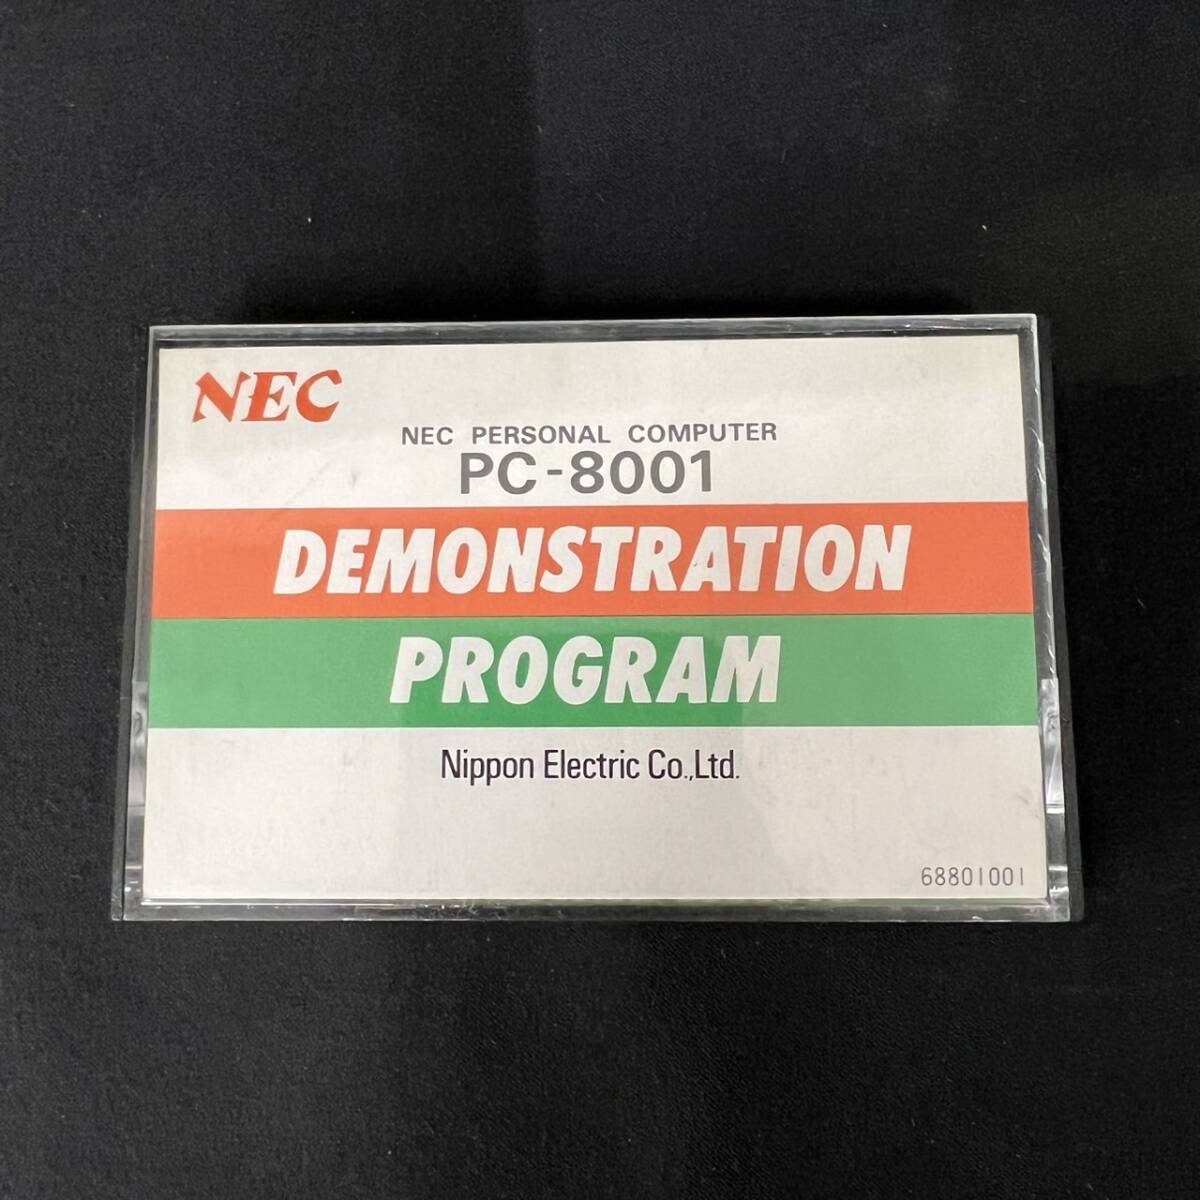 NEC
NEC PERSONAL COMPUTER
PC-8001
DEMONSTRATION
PROGRAM
Nippon Electric Co.,Ltd.
68801001